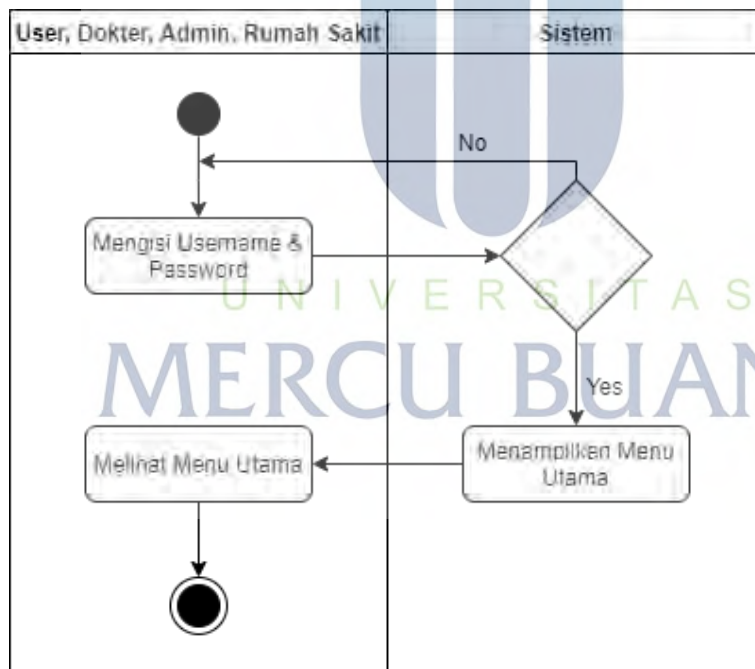 User, Dokter, Admin, Rumah Sakit
Sistem
No
Mengisi Username &
Password
UNIVERSITAS
MERCU BUAN
Yes
Melihat Menu Utama
Menampilkan Menu
Utama